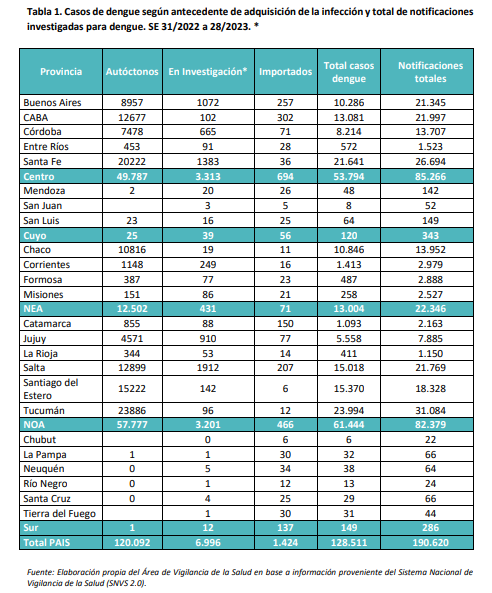 Tabla 1. Casos de dengue según antecedente de adquisición de la infección y total de notificaciones
investigadas para dengue. SE 31/2022 a 28/2023. *
Provincia Autóctonos En Investigación* Importados Total casos dengue Notificaciones totales
Buenos Aires 8957 1072 257 10.286 21.345
CABA 12677 102 302 13.081 21.997
Córdoba 7478 665 71 8.214 13.707
Entre Ríos 453 91 28 572 1.523
Santa Fe 20222 1383 36 21.641 26.694
Centro 49.787 3.313 694 53.794 85.266
Mendoza 2 20 26 48 142
San Juan 3 5 8 52
San Luis 23 16 25 64 149
Cuyo 25 39 56 120 343
Chaco 10816 19 11 10.846 13.952
Corrientes 1148 249 16 1.413 2.979
Formosa 387 77 23 487 2.888
Misiones 151 86 21 258 2.527
NEA 12.502 431 71 13.004 22.346
Catamarca 855 88 150 1.093 2.163
Jujuy 4571 910 77 5.558 7.885
La Rioja 344 53 14 411 1.150
Salta 12899 1912 207 15.018 21.769
Santiago del Estero 15222 142 6 15.370 18.328
Tucumán 23886 96 12 23.994 31.084
NOA 57.777 3.201 466 61.444 82.379
Chubut 0 6 6 22
La Pampa 1 1 30 32 66
Neuquén 0 5 34 38 64
Río Negro 0 1 12 13 24
Santa Cruz 0 4 25 29 66
Tierra del Fuego 1 30 31 44
Sur 1 12 137 149 286
Total PAIS 120.092 6.996 1.424 128.511 190.620
Fuente: Elaboración propia del Área de Vigilancia de la Salud en base a información proveniente del Sistema Nacional de
Vigilancia de la Salud (SNVS 2.0).